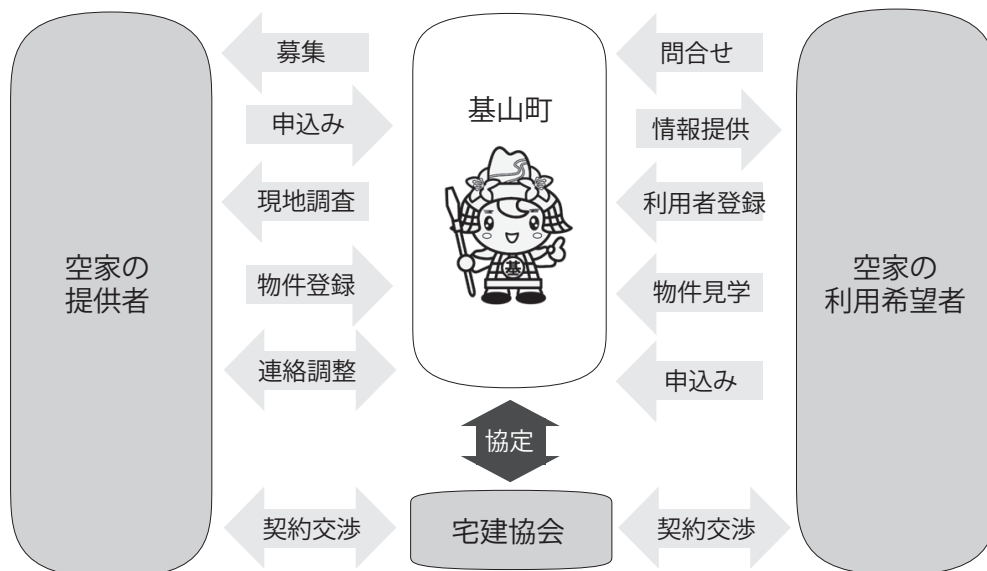 募集
申込み
現地調査
物件登録
連絡調整
空家の
提供者
基山町
基
問合せ
情報提供
利用者登録
物件見学
申込み
空家の
利用希望者
協定
契約交渉
宅建協会
契約交渉